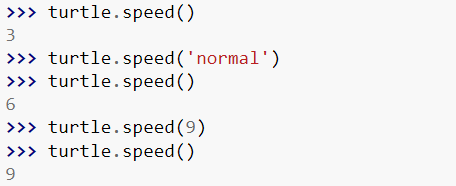 >>> turtle.speed()
3
>>> turtle.speed('normal')
>>> turtle.speed()
6
>>> turtle.speed(9)
>>> turtle.speed()
9